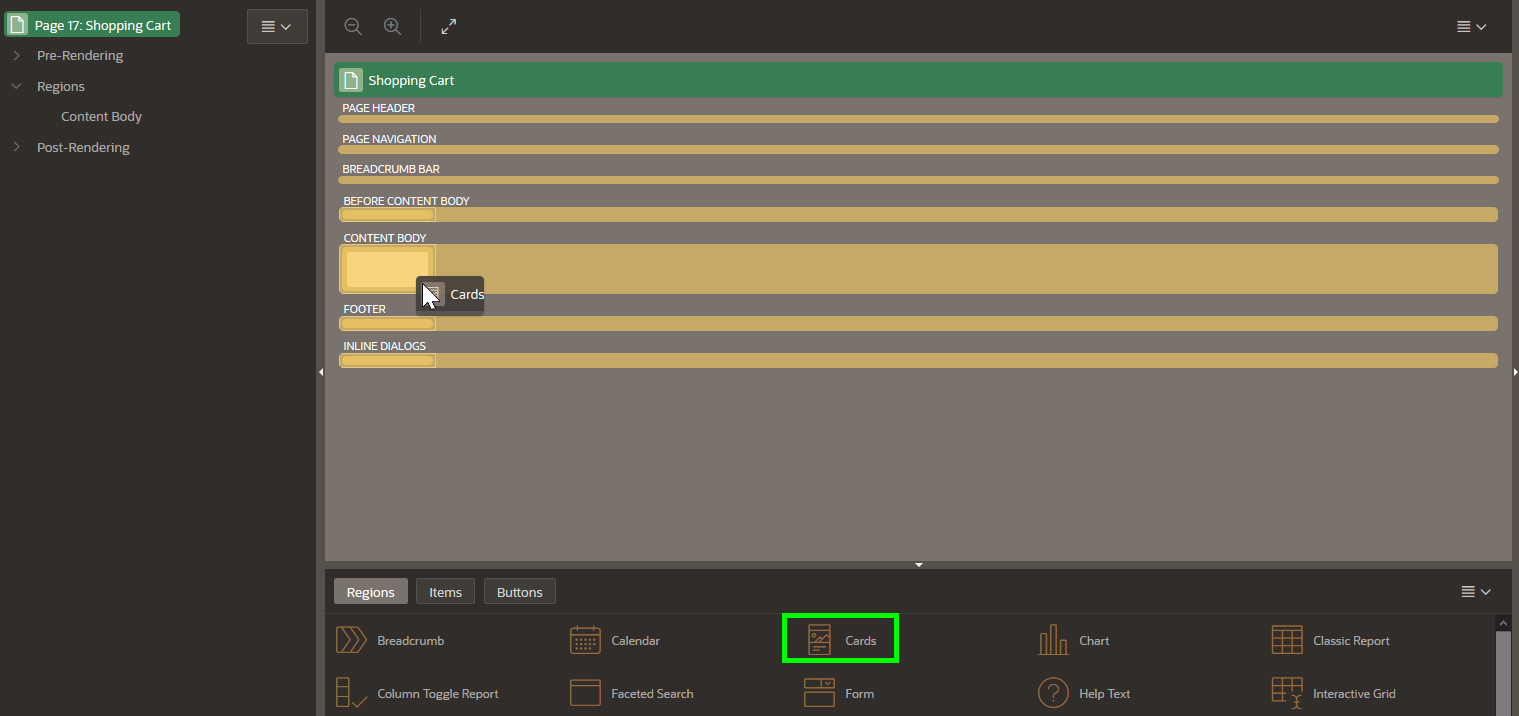 Page 17: Shopping Cart
Pre-Rendering
Regions
Content Body
Post-Rendering
Shopping Cart
PAGE HEADER
PAGE NAVIGATION
BREADCRUMB BAR
BEFORE CONTENT BODY
CONTENT BODY
Cards
FOOTER
INLINE DIALOGS
Regions Items Buttons
Breadcrumb Calendar Cards Chart Classic Report
Column Toggle Report Faceted Search Form Help Text Interactive Grid